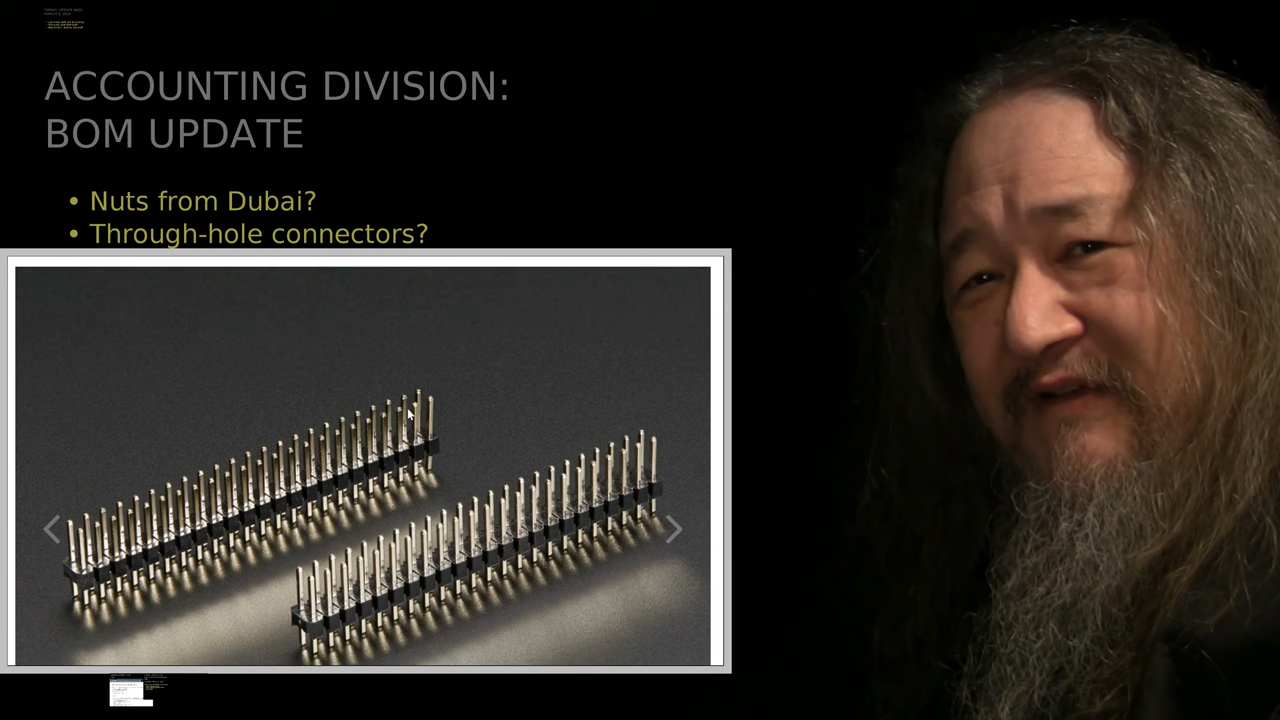 ACCOUNTING DIVISION:
BOM UPDATE
• Nuts from Dubai?
• Through-hole connectors?